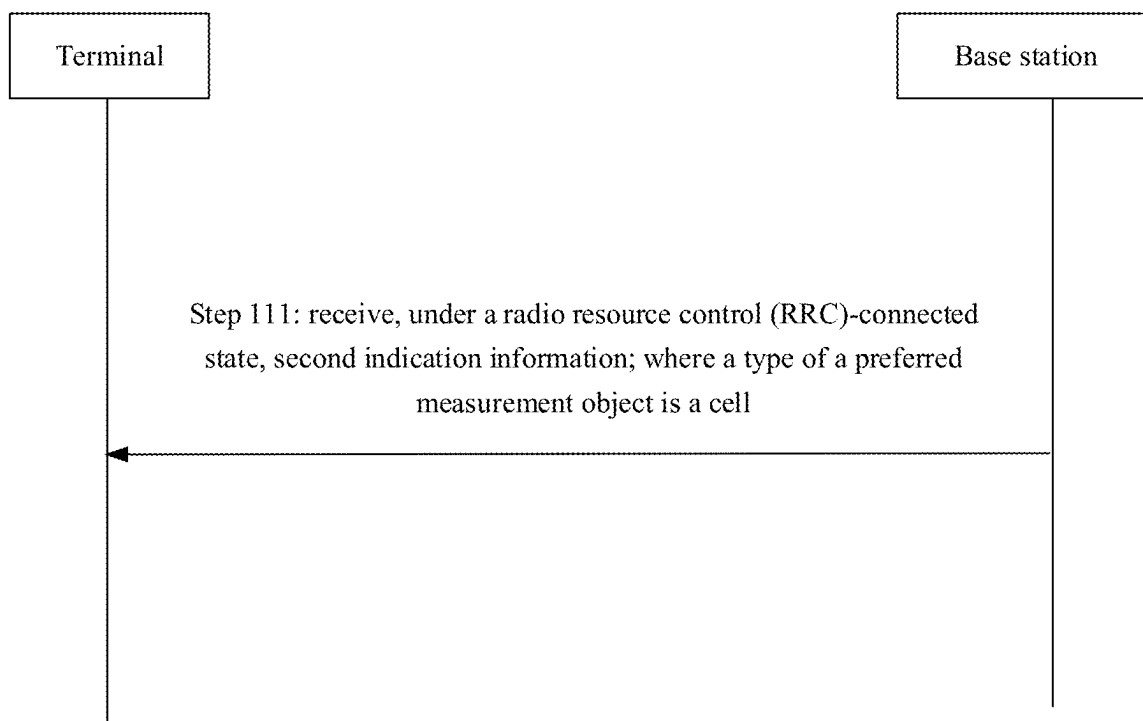 Terminal
Base station
Step 111: receive, under a radio resource control (RRC)-connected
state, second indication information; where a type of a preferred
measurement object is a cell